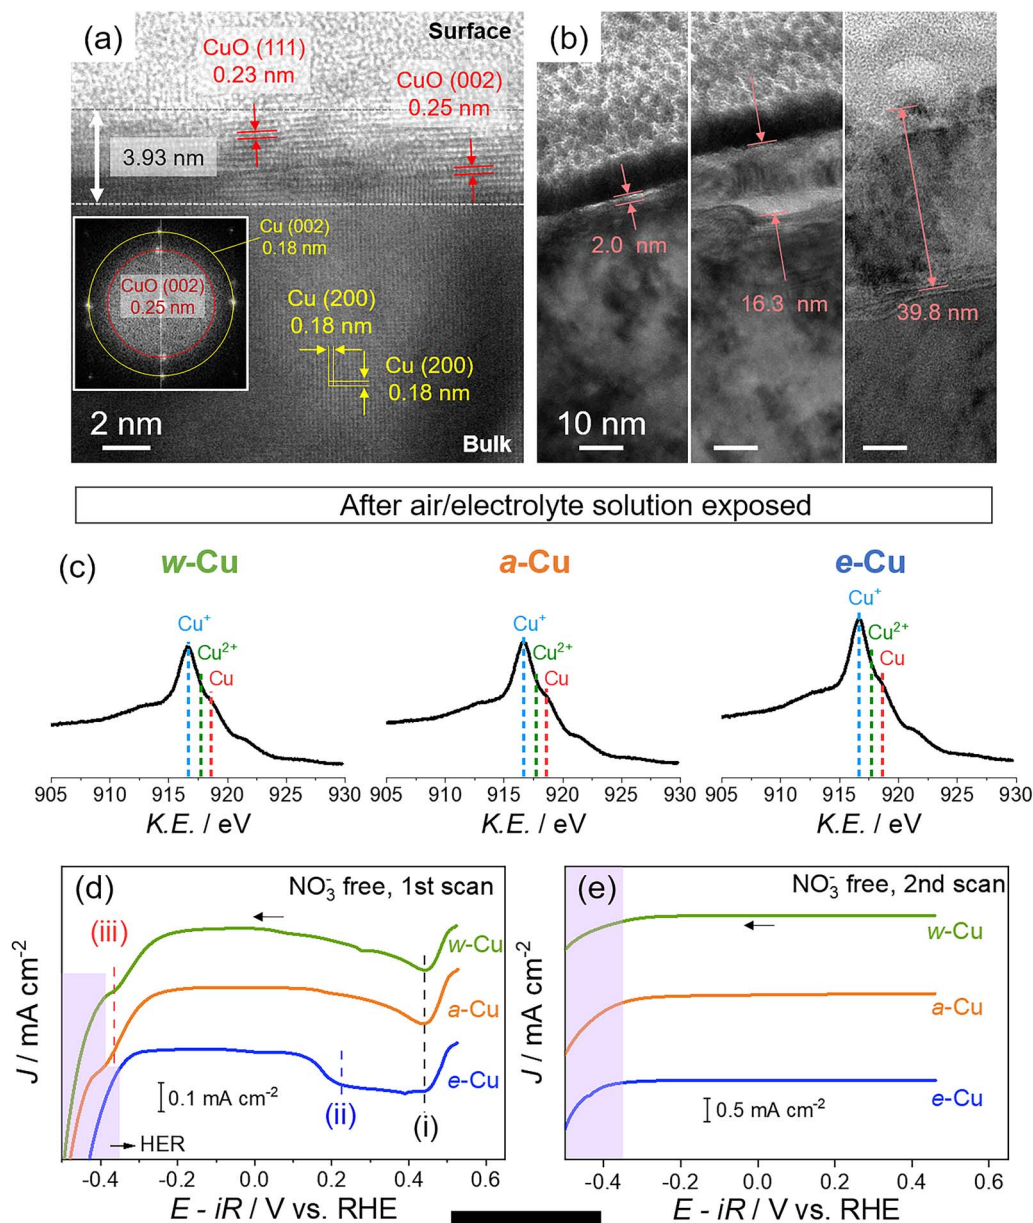 (a)
Surface
CuO (111)
0.23 nm
CuO (002)
0.25 nm
3.93 nm
Cu (002)
0.18 nm
CuO (002)
0.25 nm
Cu (200)
0.18 nm
Cu (200)
0.18 nm
2 nm
Bulk
(b)
2.0 nm
16.3 nm
39.8 nm
10 nm
After air/electrolyte solution exposed
(c)
w-Cu
Cu⁺
Cu²⁺
Cu
905 910 915 920 925 930
K.E. / eV
a-Cu
Cu⁺
Cu²⁺
Cu
905 910 915 920 925 930
K.E. / eV
e-Cu
Cu⁺
Cu²⁺
Cu
905 910 915 920 925 930
K.E. / eV
(d)
NO₃⁻ free, 1st scan
(iii)
w-Cu
a-Cu
e-Cu
(ii)
(i)
0.1 mA cm⁻²
HER
J / mA cm⁻²
-0.4 -0.2 0.0 0.2 0.4 0.6
E - iR / V vs. RHE
(e)
NO₃⁻ free, 2nd scan
w-Cu
a-Cu
e-Cu
0.5 mA cm⁻²
J / mA cm⁻²
-0.4 -0.2 0.0 0.2 0.4 0.6
E - iR / V vs. RHE